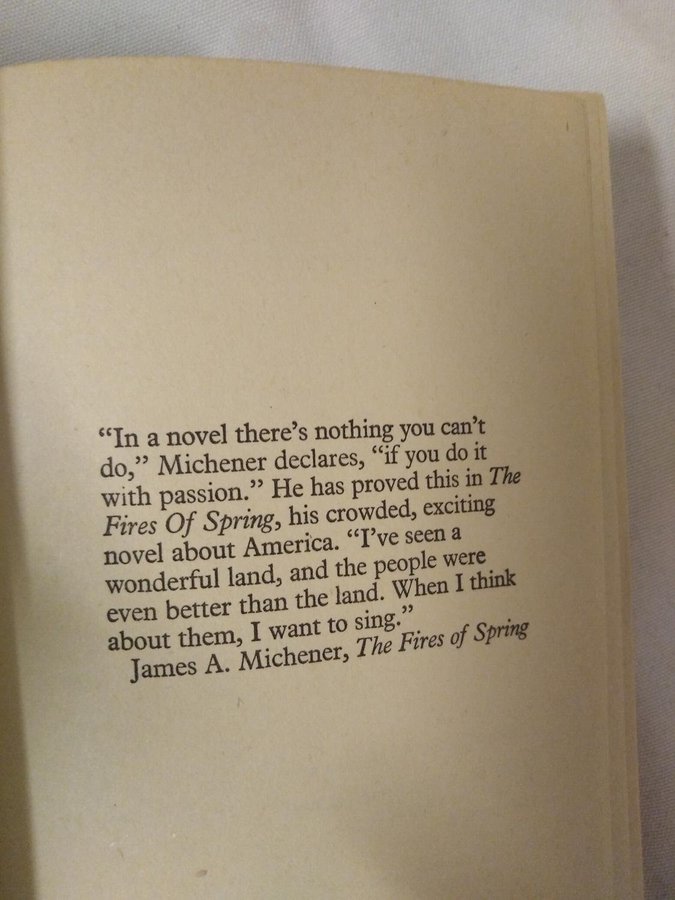 “In a novel there’s nothing you can’t
do,” Michener declares, “if you do it
with passion.” He has proved this in The
Fires Of Spring, his crowded, exciting
novel about America. “I’ve seen a
wonderful land, and the people were
even better than the land. When I think
about them, I want to sing.”
James A. Michener, The Fires of Spring